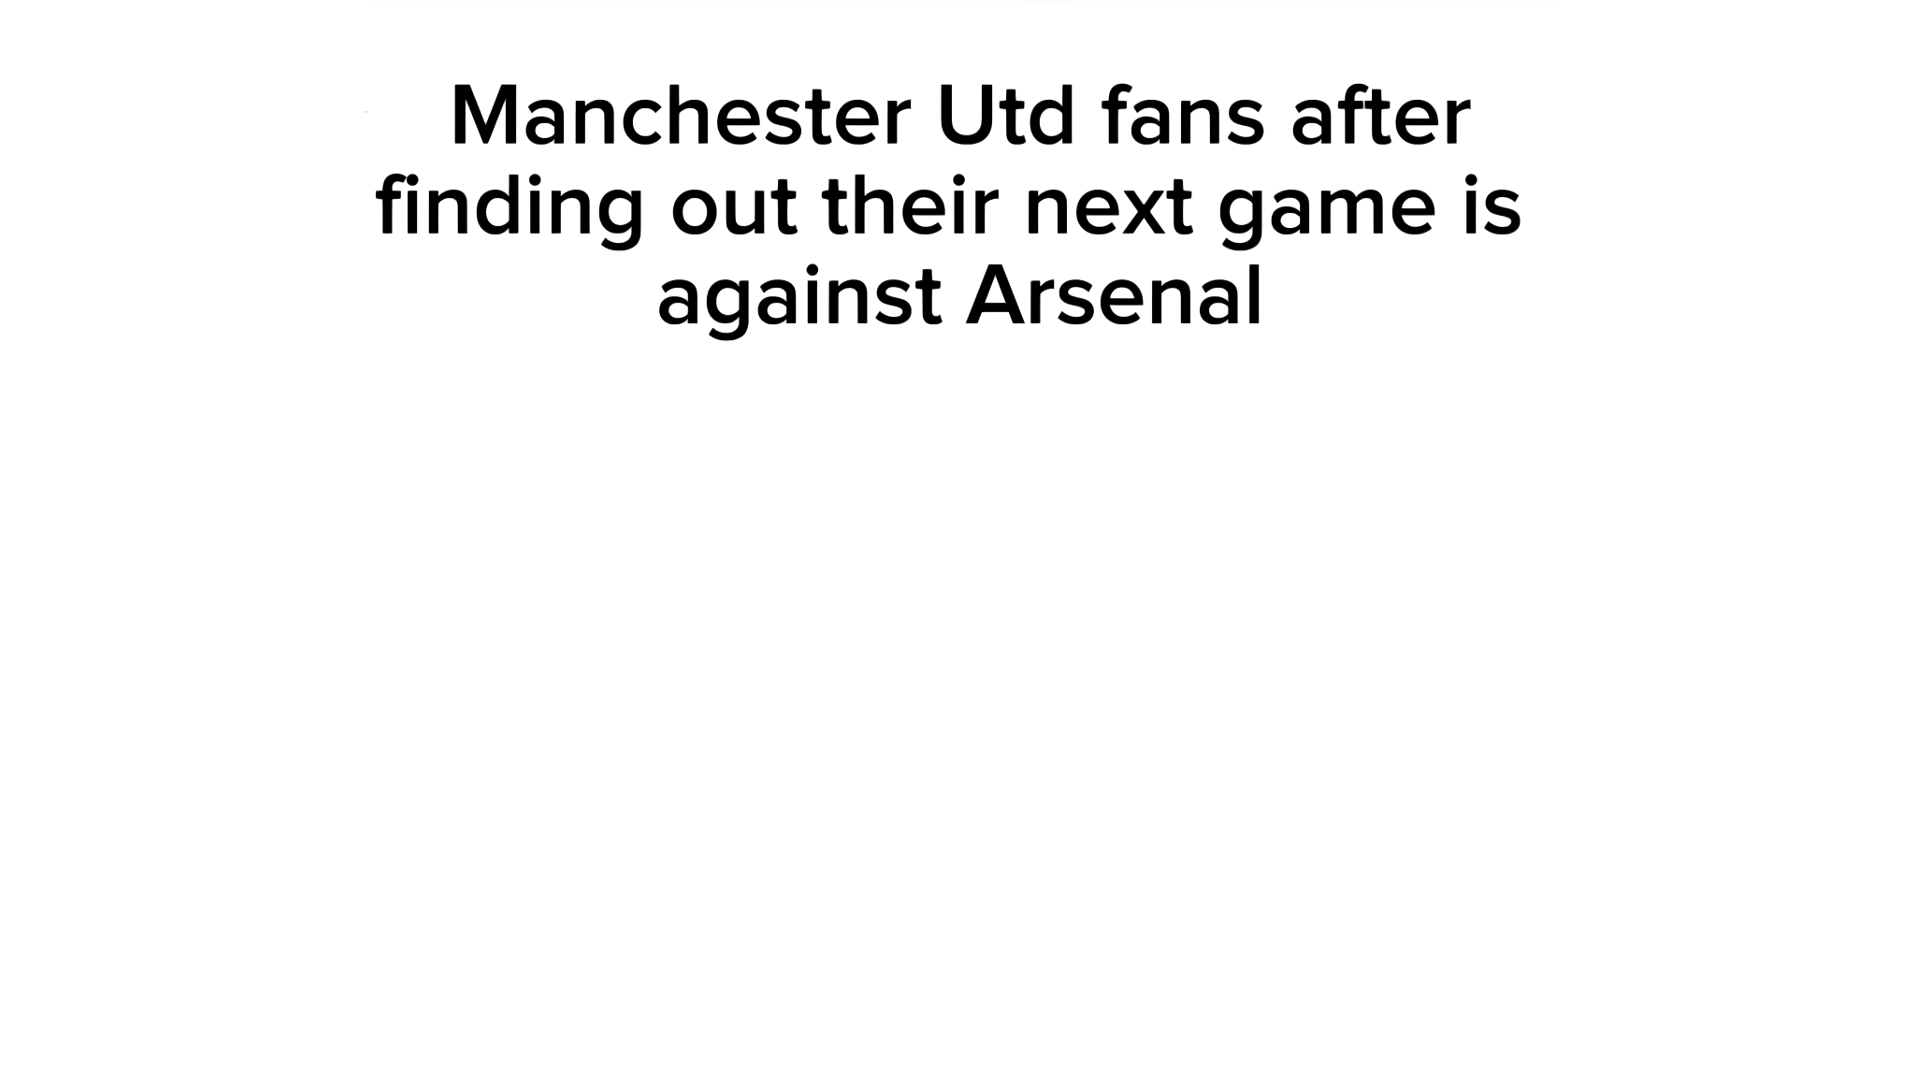 Manchester Utd fans after
finding out their next game is
against Arsenal